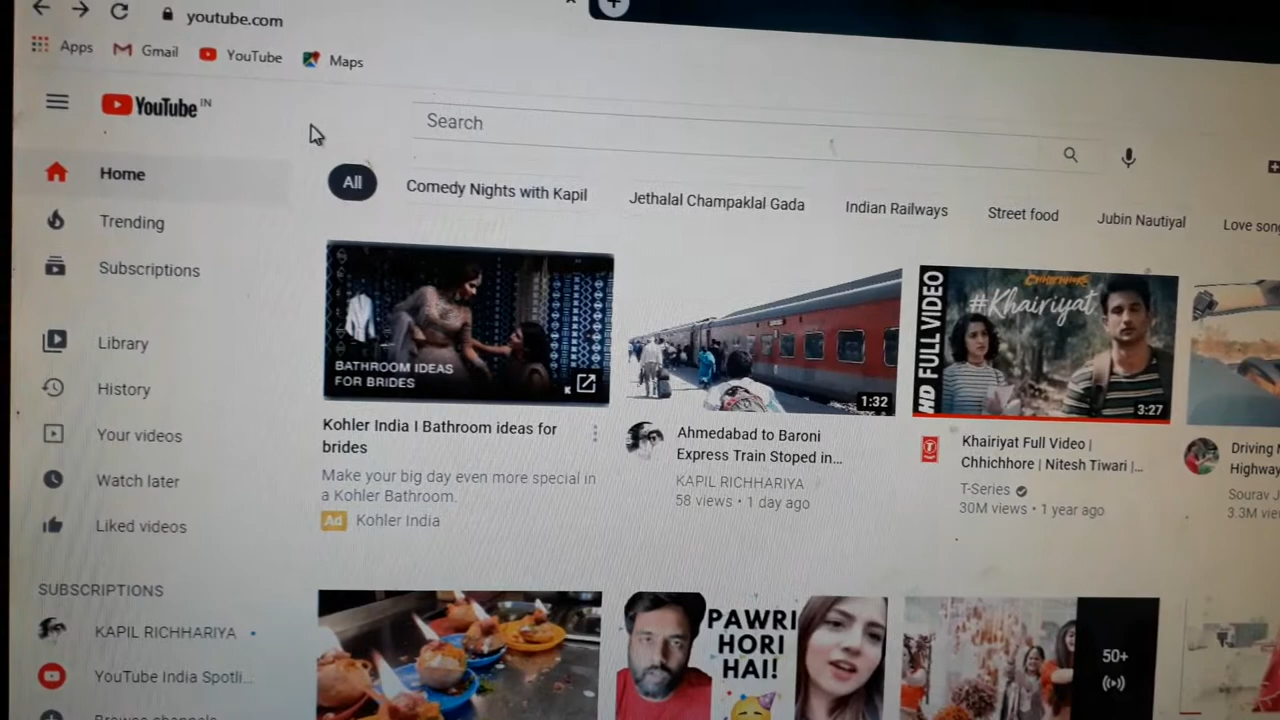 youtube.com
Apps Gmail YouTube Maps
YouTube IN
Search
Home
Trending
Subscriptions
Library
History
Your videos
Watch later
Liked videos
SUBSCRIPTIONS
KAPIL RICHHARIYA
YouTube India Spotli...
Browse channels
All Comedy Nights with Kapil Jethalal Champaklal Gada Indian Railways Street food Jubin Nautiyal Love song
BATHROOM IDEAS
FOR BRIDES
Kohler India I Bathroom ideas for
brides
Make your big day even more special in
a Kohler Bathroom.
Ad Kohler India
1:32
Ahmedabad to Baroni
Express Train Stoped in...
KAPIL RICHHARIYA
58 views • 1 day ago
HD FULL VIDEO
CHHICHHORE
#Khairiyat
3:27
Khairiyat Full Video |
Chhichhore | Nitesh Tiwari |...
T-Series
30M views • 1 year ago
Driving
Highway
Sourav J
3.3M vie
PAWRI
HORI
HAI!
50+